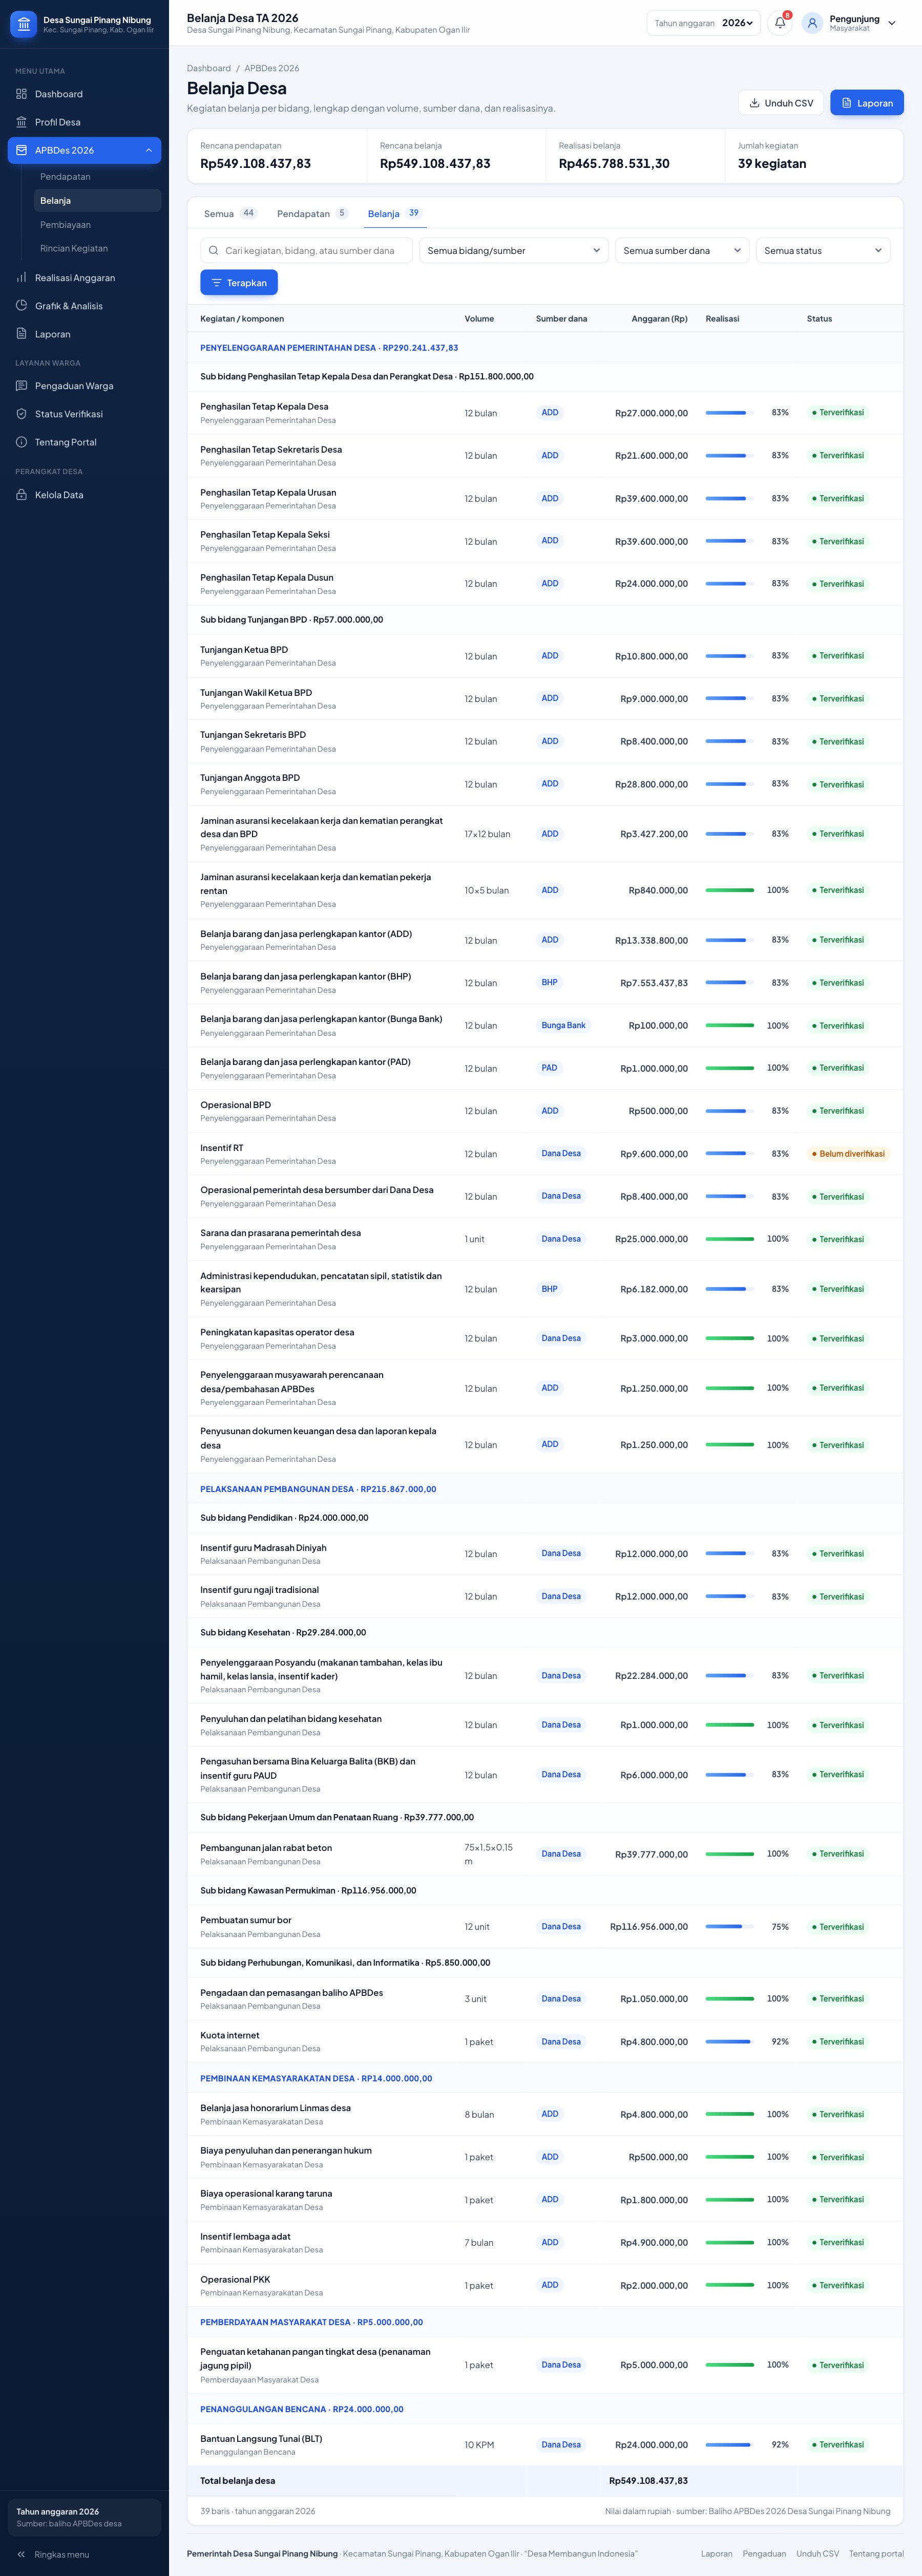 Desa Sungai Pinang Nibung
Kec. Sungai Pinang, Kab. Ogan Ilir
MENU UTAMA
Dashboard
Profil Desa
APBDes 2026
Pendapatan
Belanja
Pembiayaan
Rincian Kegiatan
Realisasi Anggaran
Grafik & Analisis
Laporan
LAYANAN WARGA
Pengaduan Warga
Status Verifikasi
Tentang Portal
PERANGKAT DESA
Kelola Data
Tahun anggaran 2026
Sumber: baliho APBDes desa
Ringkas menu
Belanja Desa TA 2026
Desa Sungai Pinang Nibung, Kecamatan Sungai Pinang, Kabupaten Ogan Ilir
Tahun anggaran 2026
8
Pengunjung
Masyarakat
Dashboard / APBDes 2026
Belanja Desa
Kegiatan belanja per bidang, lengkap dengan volume, sumber dana, dan realisasinya.
Unduh CSV
Laporan
Rencana pendapatan
Rp549.108.437,83
Rencana belanja
Rp549.108.437,83
Realisasi belanja
Rp465.788.531,30
Jumlah kegiatan
39 kegiatan
Semua 44 Pendapatan 5 Belanja 39
Cari kegiatan, bidang, atau sumber dana
Semua bidang/sumber
Semua sumber dana
Semua status
Terapkan
Kegiatan / komponen Volume Sumber dana Anggaran (Rp) Realisasi Status
PENYELENGGARAAN PEMERINTAHAN DESA · RP290.241.437,83
Sub bidang Penghasilan Tetap Kepala Desa dan Perangkat Desa · Rp151.800.000,00
Penghasilan Tetap Kepala Desa
Penyelenggaraan Pemerintahan Desa
12 bulan ADD Rp27.000.000,00 83% Terverifikasi
Penghasilan Tetap Sekretaris Desa
Penyelenggaraan Pemerintahan Desa
12 bulan ADD Rp21.600.000,00 83% Terverifikasi
Penghasilan Tetap Kepala Urusan
Penyelenggaraan Pemerintahan Desa
12 bulan ADD Rp39.600.000,00 83% Terverifikasi
Penghasilan Tetap Kepala Seksi
Penyelenggaraan Pemerintahan Desa
12 bulan ADD Rp39.600.000,00 83% Terverifikasi
Penghasilan Tetap Kepala Dusun
Penyelenggaraan Pemerintahan Desa
12 bulan ADD Rp24.000.000,00 83% Terverifikasi
Sub bidang Tunjangan BPD · Rp57.000.000,00
Tunjangan Ketua BPD
Penyelenggaraan Pemerintahan Desa
12 bulan ADD Rp10.800.000,00 83% Terverifikasi
Tunjangan Wakil Ketua BPD
Penyelenggaraan Pemerintahan Desa
12 bulan ADD Rp9.000.000,00 83% Terverifikasi
Tunjangan Sekretaris BPD
Penyelenggaraan Pemerintahan Desa
12 bulan ADD Rp8.400.000,00 83% Terverifikasi
Tunjangan Anggota BPD
Penyelenggaraan Pemerintahan Desa
12 bulan ADD Rp28.800.000,00 83% Terverifikasi
Jaminan asuransi kecelakaan kerja dan kematian perangkat
desa dan BPD
Penyelenggaraan Pemerintahan Desa
17×12 bulan ADD Rp3.427.200,00 83% Terverifikasi
Jaminan asuransi kecelakaan kerja dan kematian pekerja
rentan
Penyelenggaraan Pemerintahan Desa
10×5 bulan ADD Rp840.000,00 100% Terverifikasi
Belanja barang dan jasa perlengkapan kantor (ADD)
Penyelenggaraan Pemerintahan Desa
12 bulan ADD Rp13.338.800,00 83% Terverifikasi
Belanja barang dan jasa perlengkapan kantor (BHP)
Penyelenggaraan Pemerintahan Desa
12 bulan BHP Rp7.553.437,83 83% Terverifikasi
Belanja barang dan jasa perlengkapan kantor (Bunga Bank)
Penyelenggaraan Pemerintahan Desa
12 bulan Bunga Bank Rp100.000,00 100% Terverifikasi
Belanja barang dan jasa perlengkapan kantor (PAD)
Penyelenggaraan Pemerintahan Desa
12 bulan PAD Rp1.000.000,00 100% Terverifikasi
Operasional BPD
Penyelenggaraan Pemerintahan Desa
12 bulan ADD Rp500.000,00 83% Terverifikasi
Insentif RT
Penyelenggaraan Pemerintahan Desa
12 bulan Dana Desa Rp9.600.000,00 83% Belum diverifikasi
Operasional pemerintah desa bersumber dari Dana Desa
Penyelenggaraan Pemerintahan Desa
12 bulan Dana Desa Rp8.400.000,00 83% Terverifikasi
Sarana dan prasarana pemerintah desa
Penyelenggaraan Pemerintahan Desa
1 unit Dana Desa Rp25.000.000,00 100% Terverifikasi
Administrasi kependudukan, pencatatan sipil, statistik dan
kearsipan
Penyelenggaraan Pemerintahan Desa
12 bulan BHP Rp6.182.000,00 83% Terverifikasi
Peningkatan kapasitas operator desa
Penyelenggaraan Pemerintahan Desa
12 bulan Dana Desa Rp3.000.000,00 100% Terverifikasi
Penyelenggaraan musyawarah perencanaan
desa/pembahasan APBDes
Penyelenggaraan Pemerintahan Desa
12 bulan ADD Rp1.250.000,00 100% Terverifikasi
Penyusunan dokumen keuangan desa dan laporan kepala
desa
Penyelenggaraan Pemerintahan Desa
12 bulan ADD Rp1.250.000,00 100% Terverifikasi
PELAKSANAAN PEMBANGUNAN DESA · RP215.867.000,00
Sub bidang Pendidikan · Rp24.000.000,00
Insentif guru Madrasah Diniyah
Pelaksanaan Pembangunan Desa
12 bulan Dana Desa Rp12.000.000,00 83% Terverifikasi
Insentif guru ngaji tradisional
Pelaksanaan Pembangunan Desa
12 bulan Dana Desa Rp12.000.000,00 83% Terverifikasi
Sub bidang Kesehatan · Rp29.284.000,00
Penyelenggaraan Posyandu (makanan tambahan, kelas ibu
hamil, kelas lansia, insentif kader)
Pelaksanaan Pembangunan Desa
12 bulan Dana Desa Rp22.284.000,00 83% Terverifikasi
Penyuluhan dan pelatihan bidang kesehatan
Pelaksanaan Pembangunan Desa
12 bulan Dana Desa Rp1.000.000,00 100% Terverifikasi
Pengasuhan bersama Bina Keluarga Balita (BKB) dan
insentif guru PAUD
Pelaksanaan Pembangunan Desa
12 bulan Dana Desa Rp6.000.000,00 83% Terverifikasi
Sub bidang Pekerjaan Umum dan Penataan Ruang · Rp39.777.000,00
Pembangunan jalan rabat beton
Pelaksanaan Pembangunan Desa
75×1,5×0,15
m
Dana Desa Rp39.777.000,00 100% Terverifikasi
Sub bidang Kawasan Permukiman · Rp116.956.000,00
Pembuatan sumur bor
Pelaksanaan Pembangunan Desa
12 unit Dana Desa Rp116.956.000,00 75% Terverifikasi
Sub bidang Perhubungan, Komunikasi, dan Informatika · Rp5.850.000,00
Pengadaan dan pemasangan baliho APBDes
Pelaksanaan Pembangunan Desa
3 unit Dana Desa Rp1.050.000,00 100% Terverifikasi
Kuota internet
Pelaksanaan Pembangunan Desa
1 paket Dana Desa Rp4.800.000,00 92% Terverifikasi
PEMBINAAN KEMASYARAKATAN DESA · RP14.000.000,00
Belanja jasa honorarium Linmas desa
Pembinaan Kemasyarakatan Desa
8 bulan ADD Rp4.800.000,00 100% Terverifikasi
Biaya penyuluhan dan penerangan hukum
Pembinaan Kemasyarakatan Desa
1 paket ADD Rp500.000,00 100% Terverifikasi
Biaya operasional karang taruna
Pembinaan Kemasyarakatan Desa
1 paket ADD Rp1.800.000,00 100% Terverifikasi
Insentif lembaga adat
Pembinaan Kemasyarakatan Desa
7 bulan ADD Rp4.900.000,00 100% Terverifikasi
Operasional PKK
Pembinaan Kemasyarakatan Desa
1 paket ADD Rp2.000.000,00 100% Terverifikasi
PEMBERDAYAAN MASYARAKAT DESA · RP5.000.000,00
Penguatan ketahanan pangan tingkat desa (penanaman
jagung pipil)
Pemberdayaan Masyarakat Desa
1 paket Dana Desa Rp5.000.000,00 100% Terverifikasi
PENANGGULANGAN BENCANA · RP24.000.000,00
Bantuan Langsung Tunai (BLT)
Penanggulangan Bencana
10 KPM Dana Desa Rp24.000.000,00 92% Terverifikasi
Total belanja desa Rp549.108.437,83
39 baris · tahun anggaran 2026
Nilai dalam rupiah · sumber: Baliho APBDes 2026 Desa Sungai Pinang Nibung
Pemerintah Desa Sungai Pinang Nibung · Kecamatan Sungai Pinang, Kabupaten Ogan Ilir · "Desa Membangun Indonesia"
Laporan Pengaduan Unduh CSV Tentang portal